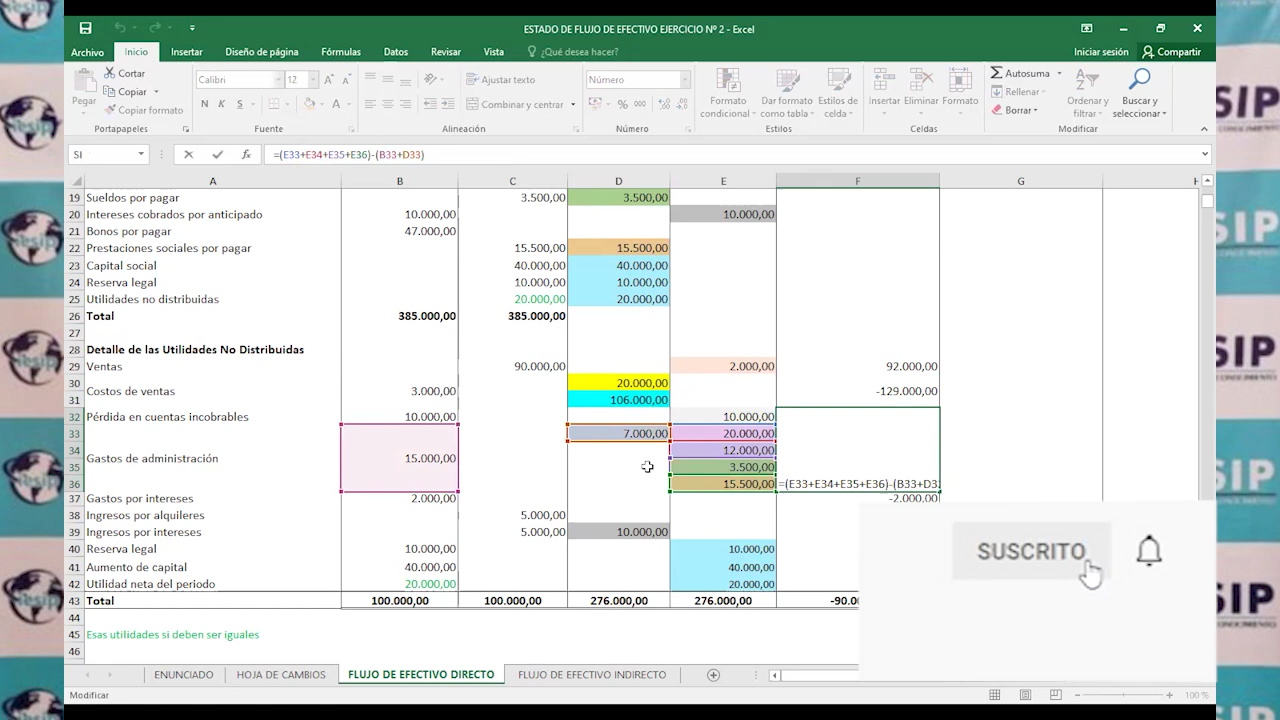 ESTADO DE FLUJO DE EFECTIVO EJERCICIO Nº 2 - Excel
Archivo Inicio Insertar Diseño de página Fórmulas Datos Revisar Vista ¿Qué desea hacer? Iniciar sesión Compartir
Cortar Calibri 12 Ajustar texto Número Autosuma
Copiar Rellenar
Pegar Copiar formato N K S Combinar y centrar % 000 Formato condicional Dar formato como tabla Estilos de celda Insertar Eliminar Formato Borrar Ordenar y filtrar Buscar y seleccionar
Portapapeles Fuente Alineación Número Estilos Celdas Modificar
SI fx =(E33+E34+E35+E36)-(B33+D33)
A B C D E F G H
19 Sueldos por pagar 3.500,00 3.500,00
20 Intereses cobrados por anticipado 10.000,00 10.000,00
21 Bonos por pagar 47.000,00
22 Prestaciones sociales por pagar 15.500,00 15.500,00
23 Capital social 40.000,00 40.000,00
24 Reserva legal 10.000,00 10.000,00
25 Utilidades no distribuidas 20.000,00 20.000,00
26 Total 385.000,00 385.000,00
27
28 Detalle de las Utilidades No Distribuidas
29 Ventas 90.000,00 2.000,00 92.000,00
30 20.000,00
Costos de ventas 3.000,00 -129.000,00
31 106.000,00
32 Pérdida en cuentas incobrables 10.000,00 10.000,00
33 7.000,00 20.000,00
34 12.000,00
Gastos de administración 15.000,00
35 3.500,00
36 15.500,00 =(E33+E34+E35+E36)-(B33+D3
37 Gastos por intereses 2.000,00 -2.000,00
38 Ingresos por alquileres 5.000,00
39 Ingresos por intereses 5.000,00 10.000,00
40 Reserva legal 10.000,00 10.000,00
41 Aumento de capital 40.000,00 40.000,00
42 Utilidad neta del periodo 20.000,00 20.000,00
43 Total 100.000,00 100.000,00 276.000,00 276.000,00 -90.0
44
45 Esas utilidades si deben ser iguales
46
SUSCRITO
ENUNCIADO HOJA DE CAMBIOS FLUJO DE EFECTIVO DIRECTO FLUJO DE EFECTIVO INDIRECTO
Modificar 100 %